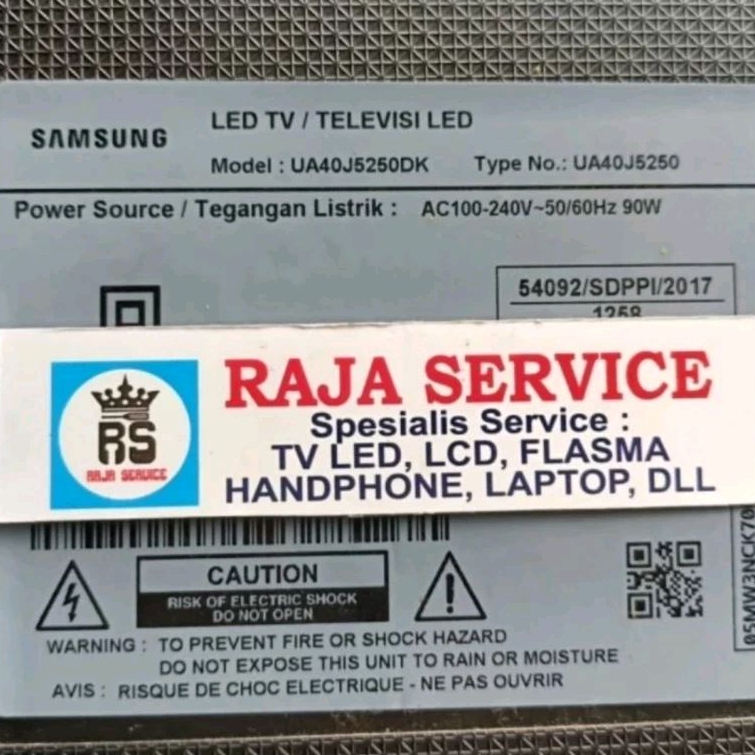 SAMSUNG
LED TV / TELEVISI LED
Model : UA40J5250DK Type No.: UA40J5250
Power Source / Tegangan Listrik : AC100-240V~50/60Hz 90W
54092/SDPPI/2017
1258
RS
RAJA SERVICE
RAJA SERVICE
Spesialis Service :
TV LED, LCD, FLASMA
HANDPHONE, LAPTOP, DLL
CAUTION
RISK OF ELECTRIC SHOCK
DO NOT OPEN
WARNING : TO PREVENT FIRE OR SHOCK HAZARD
DO NOT EXPOSE THIS UNIT TO RAIN OR MOISTURE
AVIS : RISQUE DE CHOC ELECTRIQUE - NE PAS OUVRIR